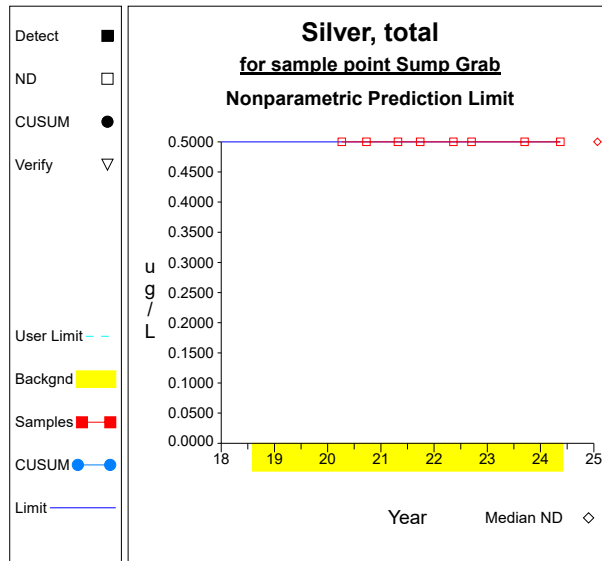 Detect
ND
CUSUM
Verify
User Limit
Backgnd
Samples
CUSUM
Limit
Silver, total
for sample point Sump Grab
Nonparametric Prediction Limit
ug/L
0.5000
0.4500
0.4000
0.3500
0.3000
0.2500
0.2000
0.1500
0.1000
0.0500
0.0000
18 19 20 21 22 23 24 25
Year
Median ND